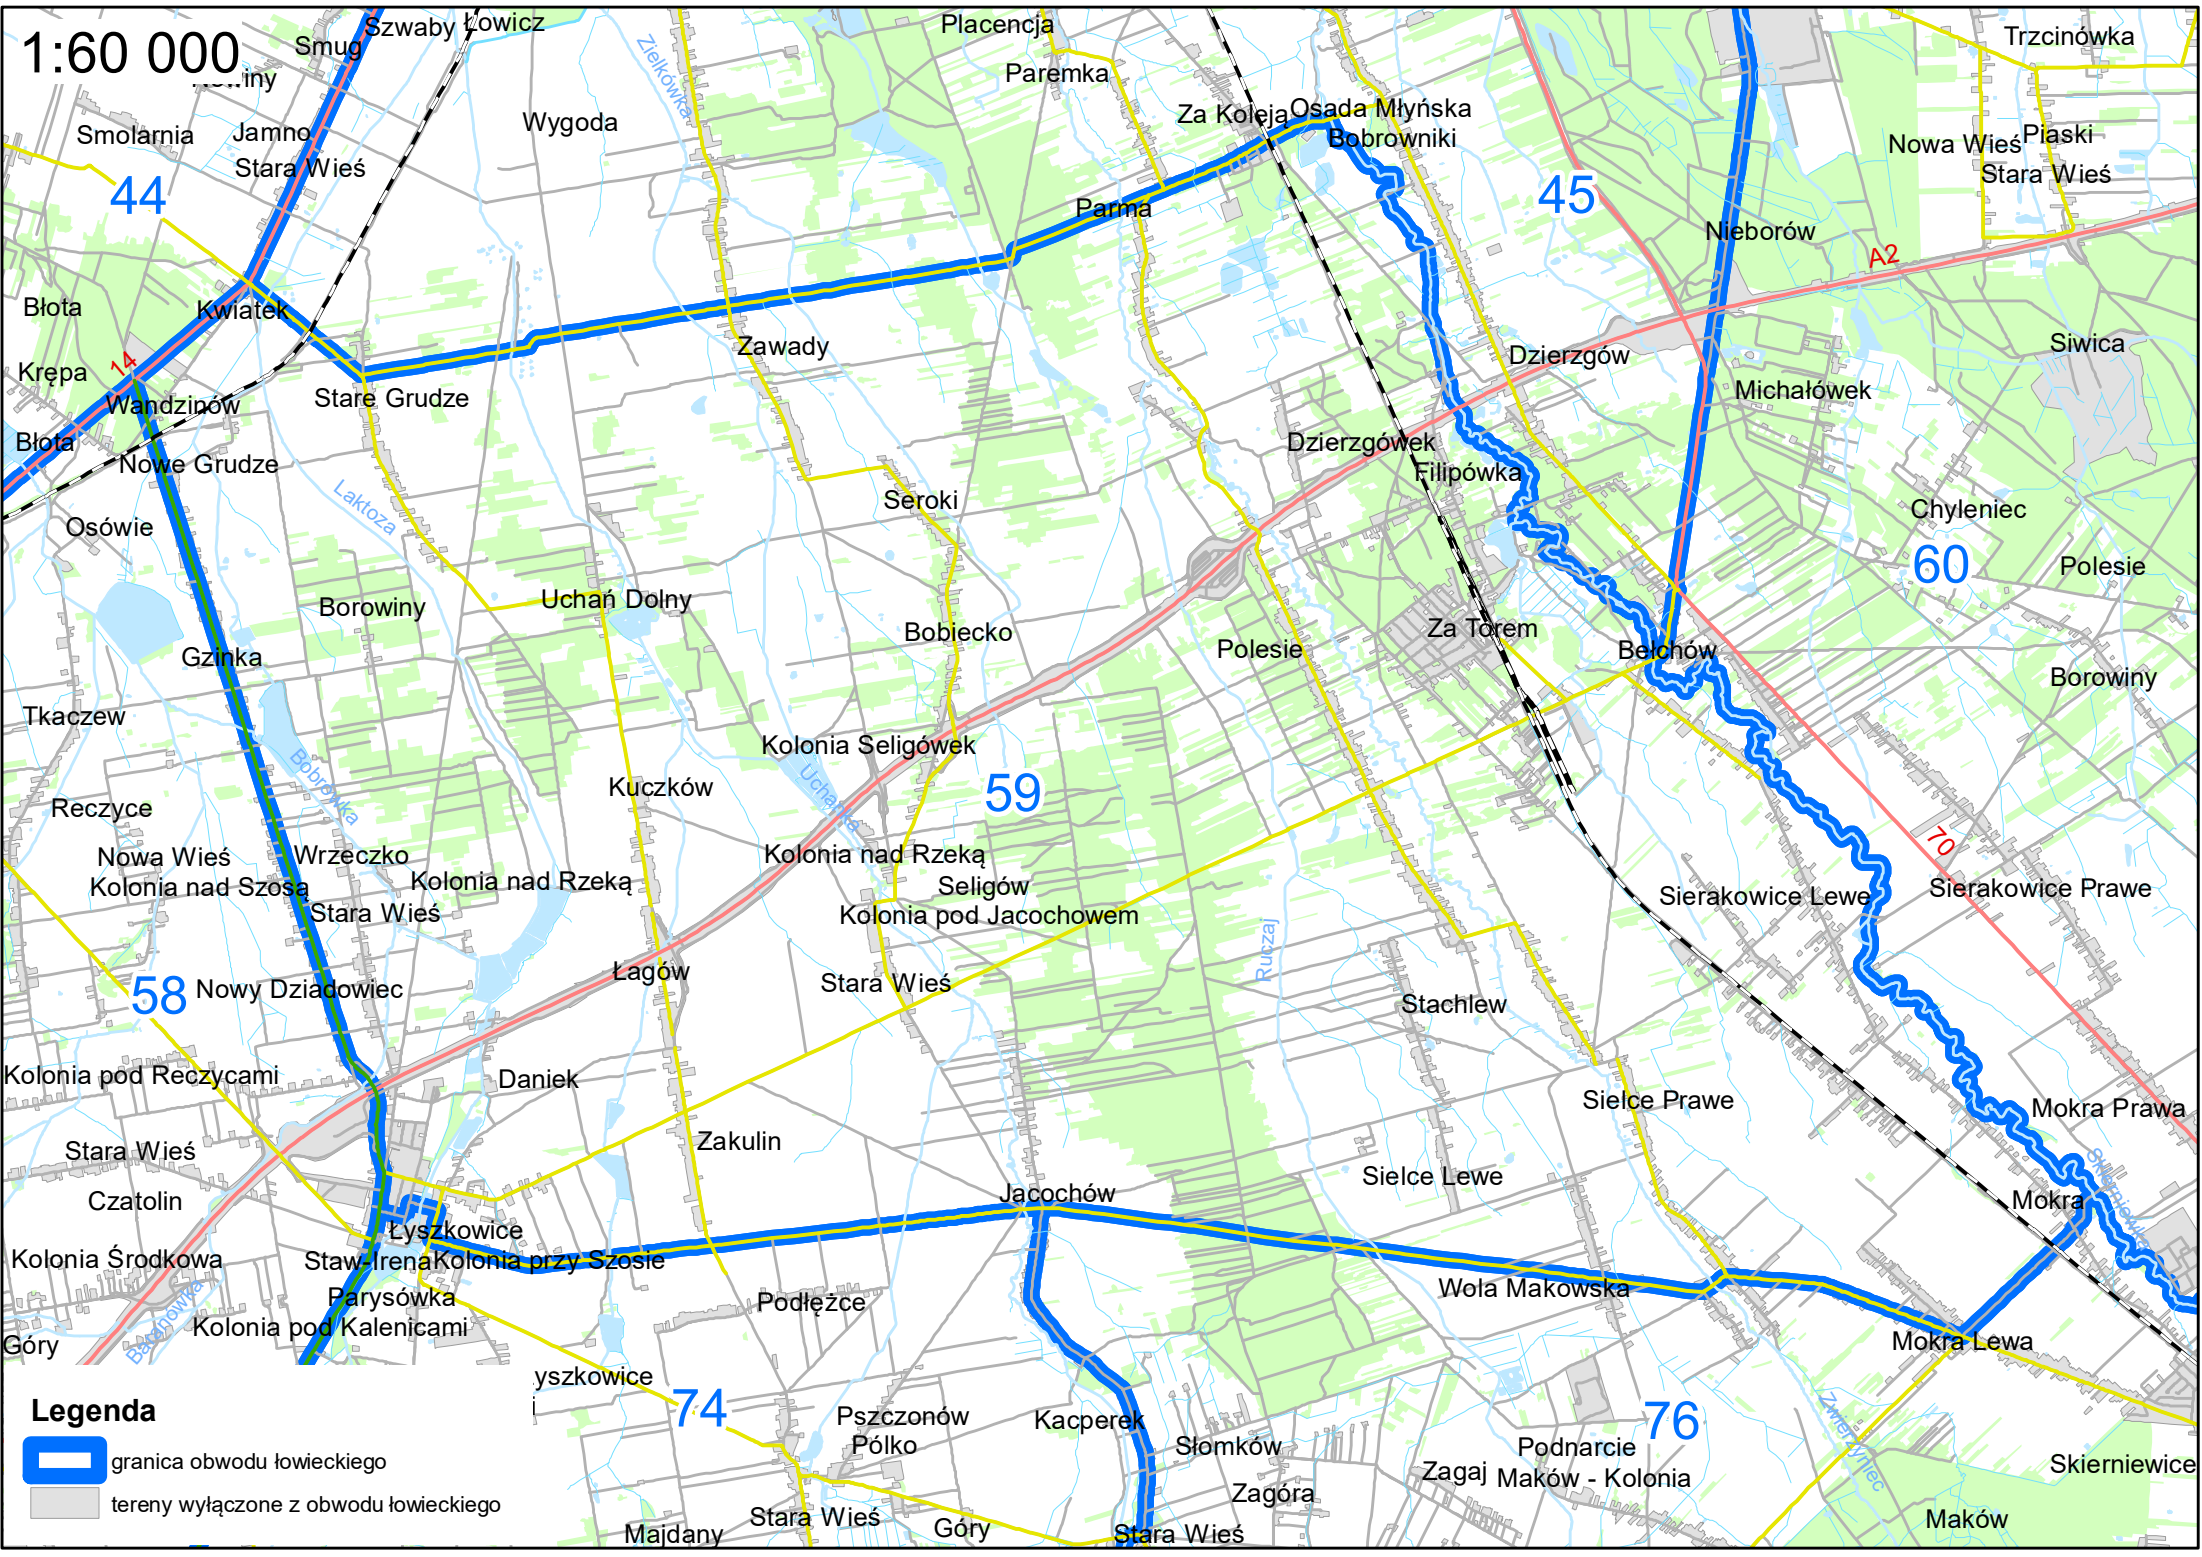 1:60 000
Szwaby
Łowicz
Smug
Placencja
Trzcinówka
Zielkówka
Paremka
Smolarnia
Jamno
Wygoda
Za Koleją
Osada Młyńska
Bobrowniki
Nowa Wieś
Piaski
Stara Wieś
Stara Wieś
44
45
Parma
Nieborów
A2
Błota
Kwiatek
Zawady
Dzierzgów
Siwica
14
Krępa
Stare Grudze
Wandzinów
Michałówek
Błota
Nowe Grudze
Dzierzgówek
Filipówka
Laktoza
Seroki
Osówie
Chyleniec
60
Polesie
Borowiny
Uchań Dolny
Bobiecko
Za Torem
Polesie
Bełchów
Gzinka
Borowiny
Tkaczew
Kolonia Seligówek
Bobrówka
Uchanka
Kuczków
59
Reczyce
Nowa Wieś
Wrzeczko
Kolonia nad Rzeką
70
Kolonia nad Szosą
Kolonia nad Rzeką
Seligów
Sierakowice Lewe
Sierakowice Prawe
Stara Wieś
Kolonia pod Jacochowem
Ruczaj
Łagów
Stara Wieś
58
Nowy Dziadowiec
Stachlew
Kolonia pod Reczycami
Daniek
Sielce Prawe
Mokra Prawa
Zakulin
Stara Wieś
Sielce Lewe
Skierniewka
Czatolin
Jacochów
Mokra
Łyszkowice
Kolonia Środkowa
Staw-Irena
Kolonia przy Szosie
Parysówka
Podłężce
Wola Makowska
Baranówka
Kolonia pod Kalenicami
Góry
Mokra Lewa
yszkowice
Legenda
74
Pszczonów
Pólko
Kacperek
76
Zwierzyniec
granica obwodu łowieckiego
Słomków
Podnarcie
Zagaj
Maków - Kolonia
Skierniewice
tereny wyłączone z obwodu łowieckiego
Zagóra
Majdany
Stara Wieś
Góry
Stara Wieś
Maków